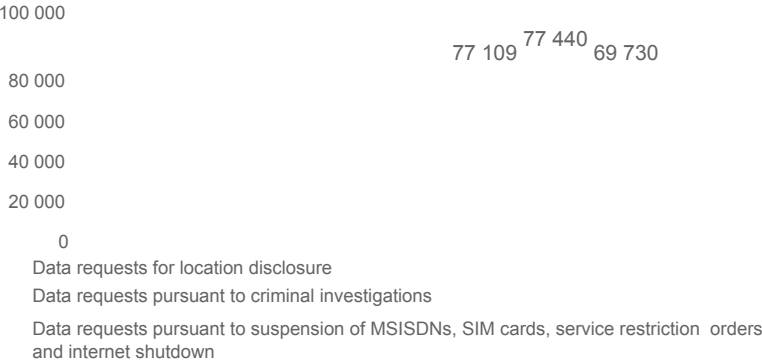 100 000
77 109 77 440 69 730
80 000
60 000
40 000
20 000
0
Data requests for location disclosure
Data requests pursuant to criminal investigations
Data requests pursuant to suspension of MSISDNs, SIM cards, service restriction orders
and internet shutdown